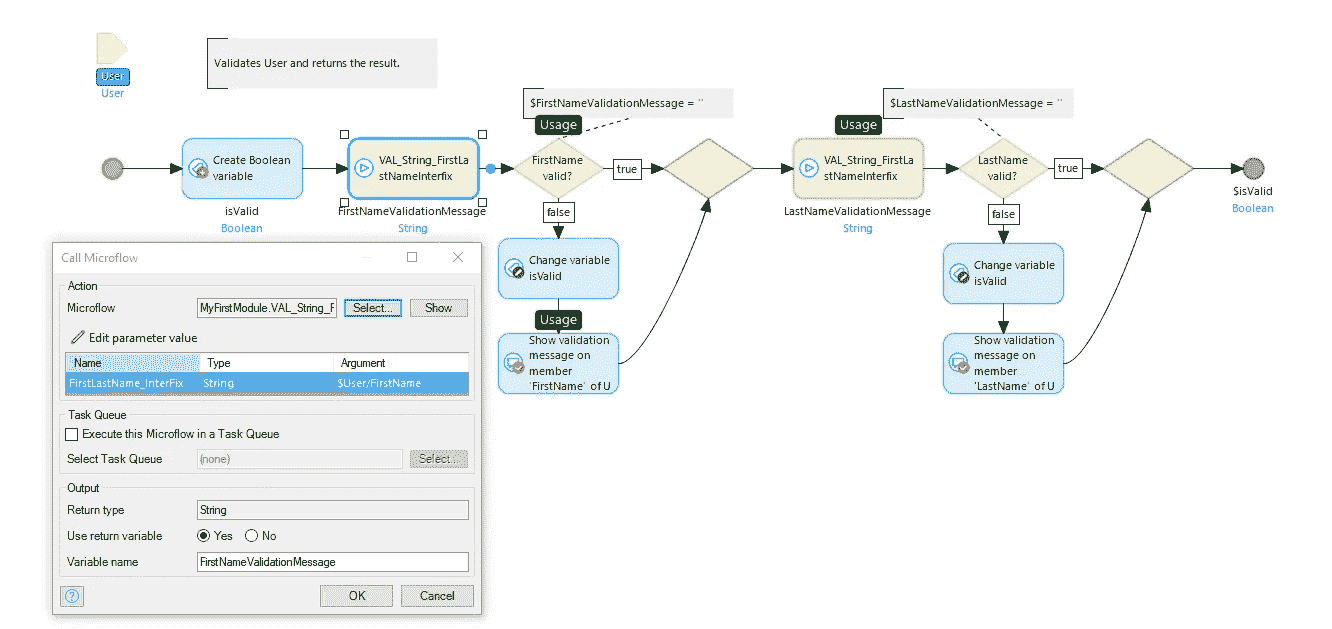 User
User
Validates User and returns the result.
$FirstNameValidationMessage = ''
Usage
$LastNameValidationMessage = ''
Usage
Create Boolean
variable
isValid
Boolean
VAL_String_FirstLa
stNameInterfix
FirstNameValidationMessage
String
FirstName
valid?
true
false
Change variable
isValid
Usage
Show validation
message on
member
'FirstName' of U
VAL_String_FirstLa
stNameInterfix
LastNameValidationMessage
String
LastName
valid?
true
false
Change variable
isValid
Show validation
message on
member
'LastName' of U
$isValid
Boolean
Call Microflow
Action
Microflow
MyFirstModule.VAL_String_F
Select...
Show
Edit parameter value
Name Type Argument
FirstLastName_InterFix String $User/FirstName
Task Queue
Execute this Microflow in a Task Queue
Select Task Queue (none) Select...
Output
Return type String
Use return variable Yes No
Variable name FirstNameValidationMessage
? OK Cancel